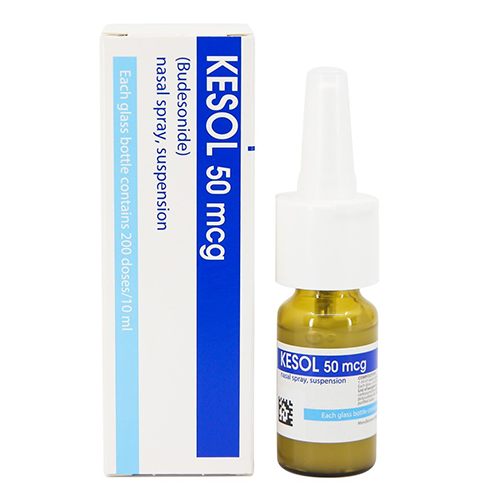 KESOL 50 mcg
(Budesonide)
nasal spray, suspension
Each glass bottle contains 200 doses/10 ml
KESOL 50 mcg
nasal spray, suspension
Each glass bottle